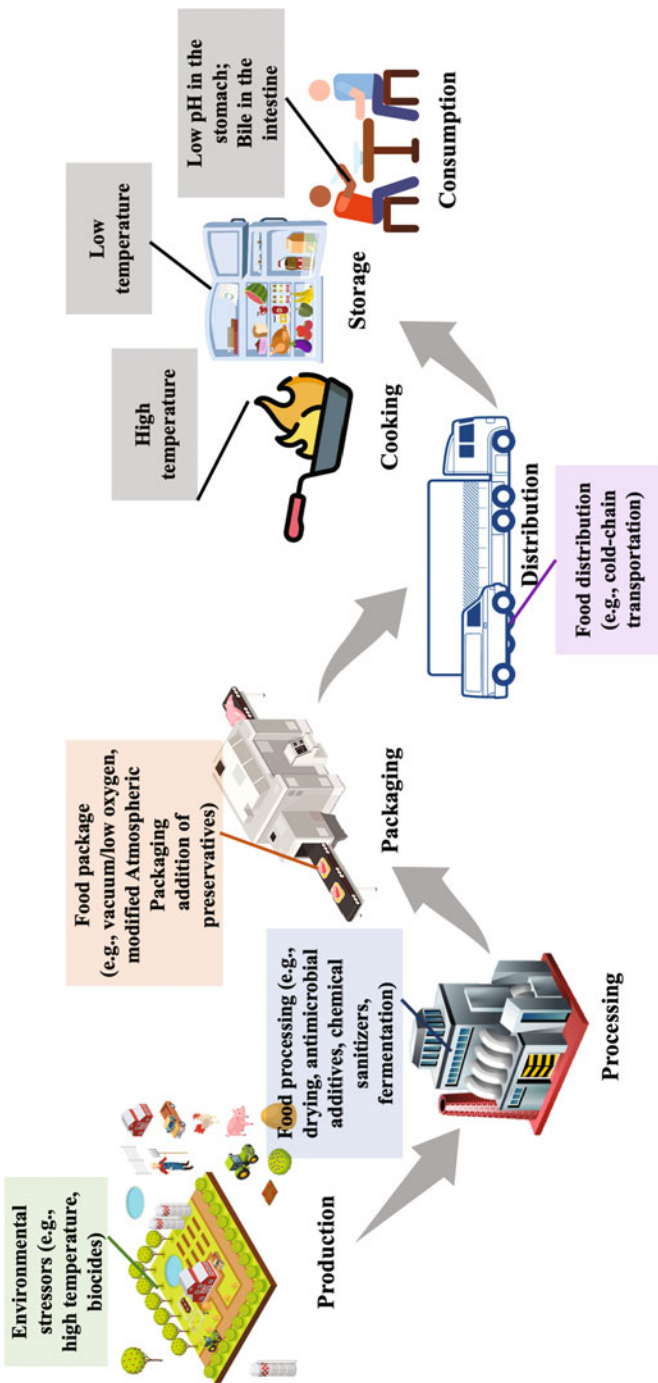 Environmental
stressors (e.g.,
high temperature,
biocides)
Production
Food processing (e.g.,
drying, antimicrobial
additives, chemical
sanitizers,
fermentation)
Processing
Food package
(e.g., vacuum/low oxygen,
modified Atmospheric
Packaging
addition of
preservatives)
Packaging
Distribution
Food distribution
(e.g., cold-chain
transportation)
High
temperature
Cooking
Low
temperature
Storage
Low pH in the
stomach;
Bile in the
intestine
Consumption